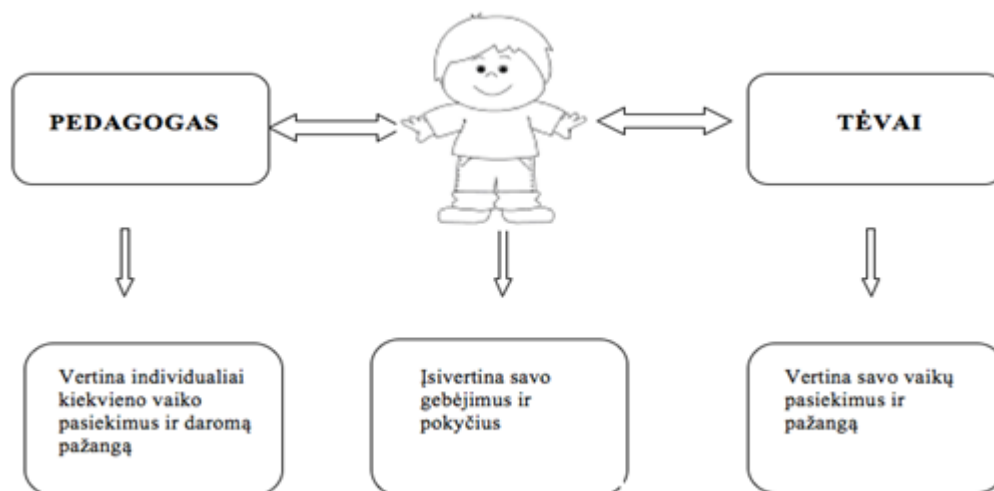 PEDAGOGAS
TĖVAI
Vertina individualiai
kiekvieno vaiko
pasiekimus ir daromą
pažangą
Įsivertina savo
gebėjimus ir
pokyčius
Vertina savo vaikų
pasiekimus ir
pažangą